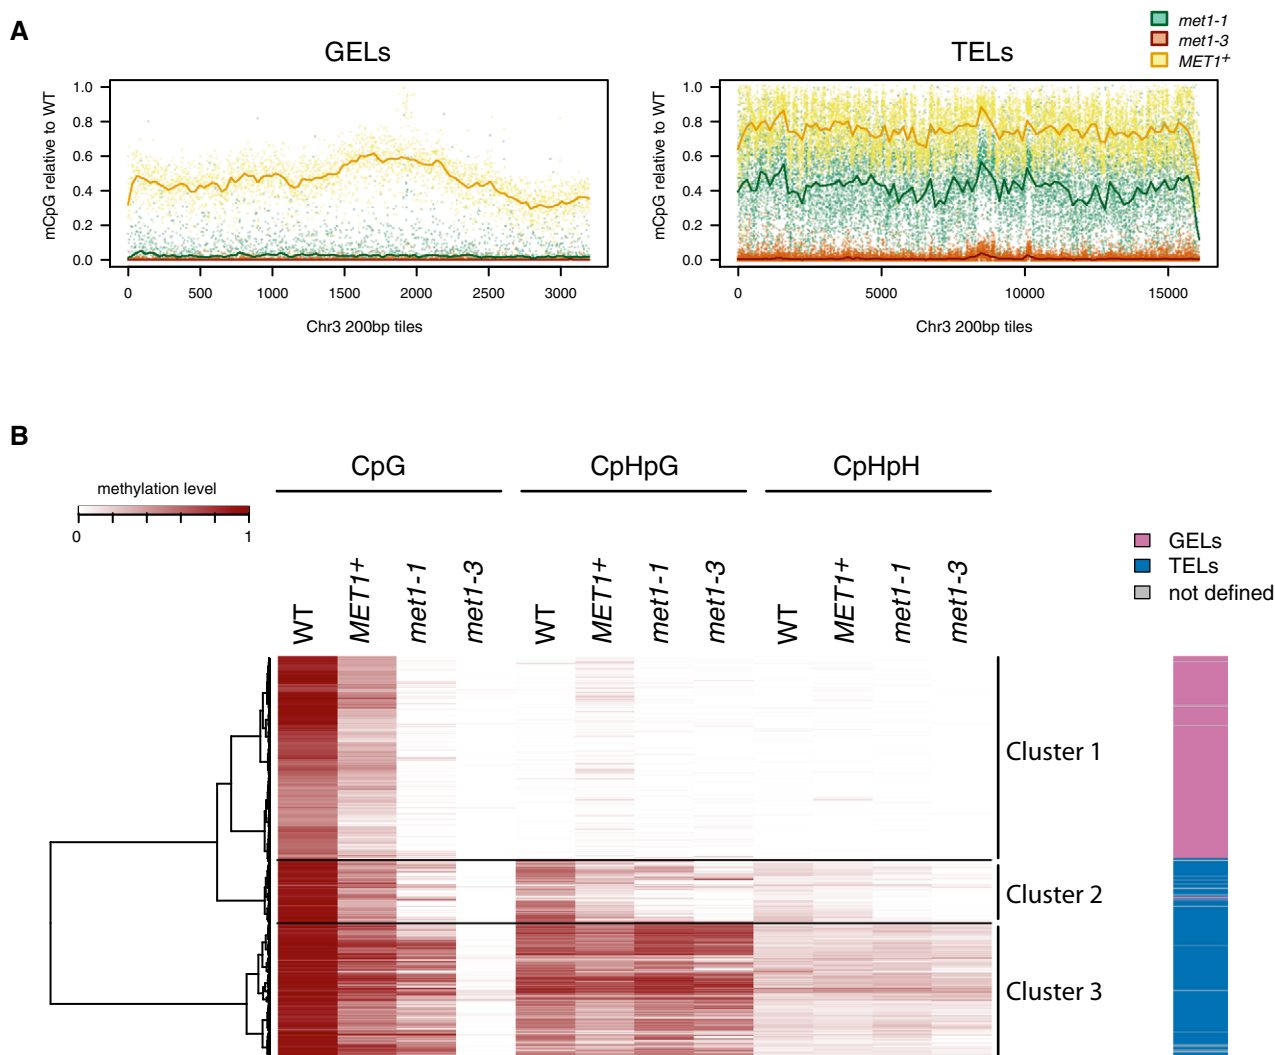 A
GELs
TELs
met1-1
met1-3
MET1+
mCpG relative to WT
1.0
0.8
0.6
0.4
0.2
0.0
0 500 1000 1500 2000 2500 3000
Chr3 200bp tiles
mCpG relative to WT
1.0
0.8
0.6
0.4
0.2
0.0
0 5000 10000 15000
Chr3 200bp tiles
B
CpG CpHpG CpHpH
methylation level
0 1
GELs
TELs
not defined
WT MET1+ met1-1 met1-3 WT MET1+ met1-1 met1-3 WT MET1+ met1-1 met1-3
Cluster 1
Cluster 2
Cluster 3